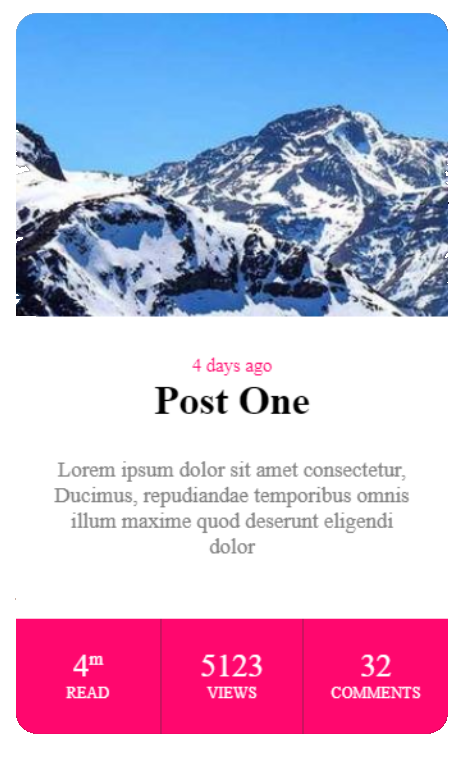 4 days ago
Post One
Lorem ipsum dolor sit amet consectetur,
Ducimus, repudiandae temporibus omnis
illum maxime quod deserunt eligendi
dolor
4m 5123 32
READ VIEWS COMMENTS